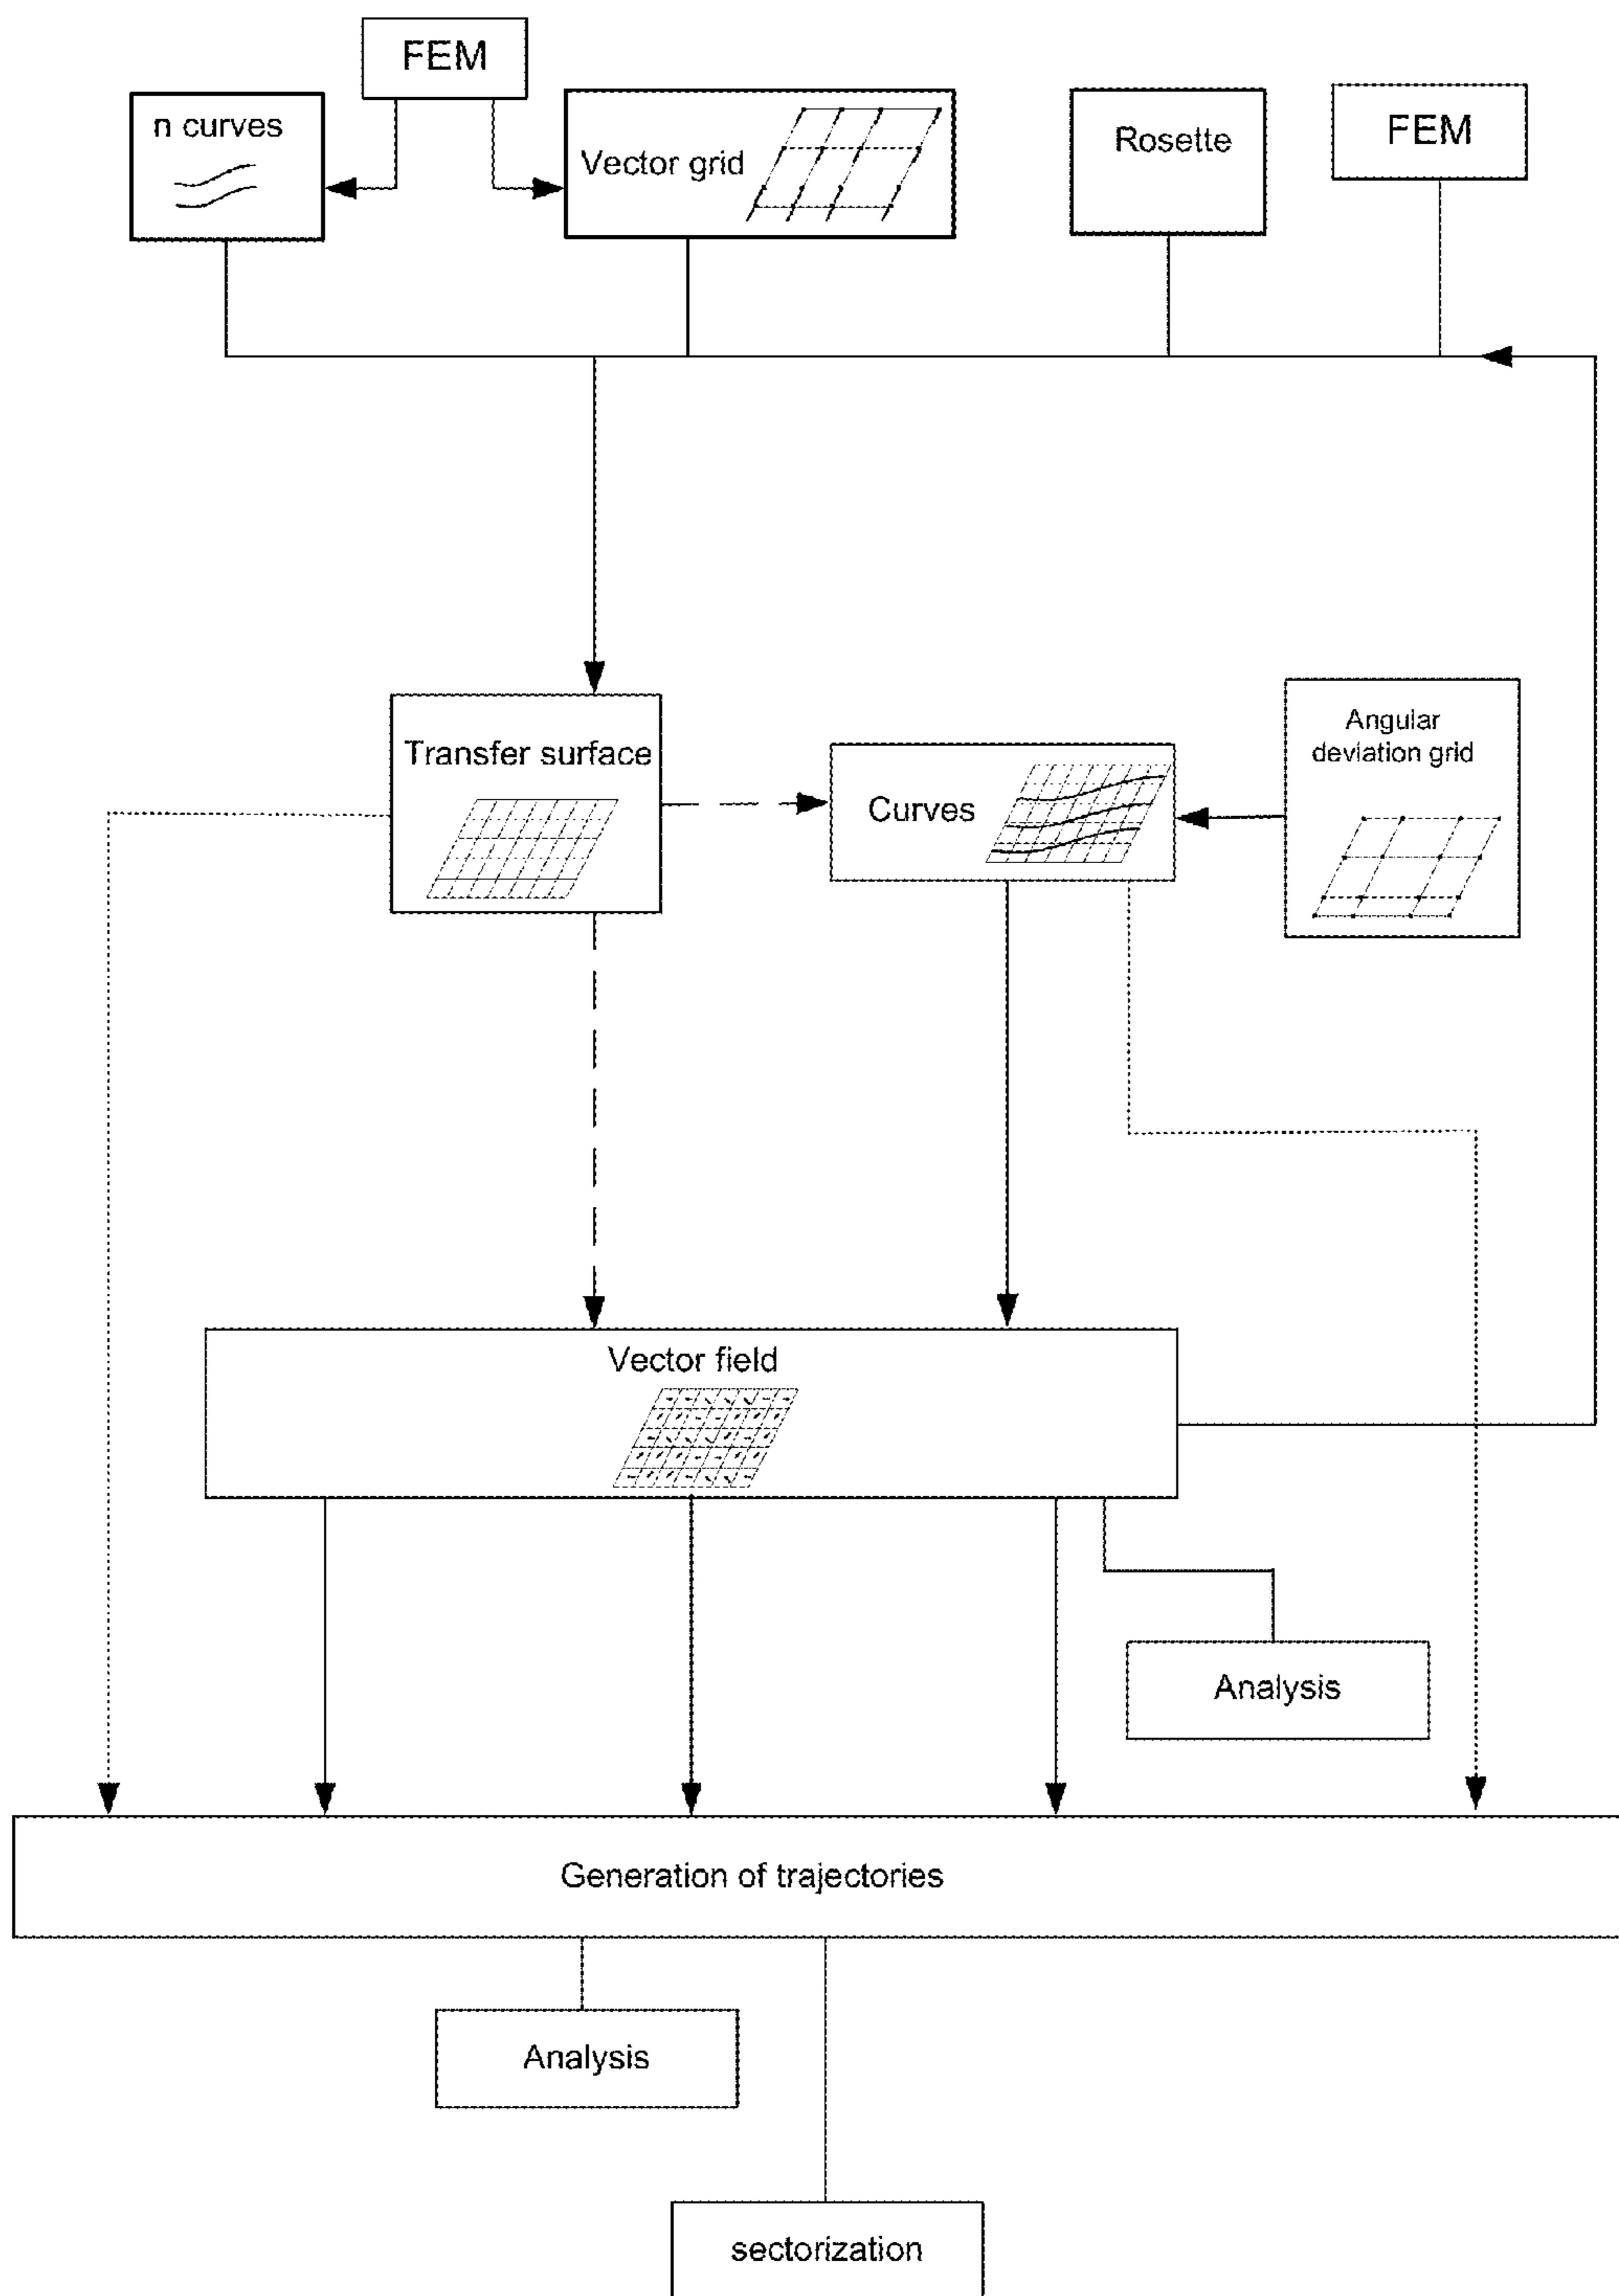 FEM
n curves
Vector grid
Rosette
FEM
Transfer surface
Curves
Angular
deviation grid
Vector field
Analysis
Generation of trajectories
Analysis
sectorization